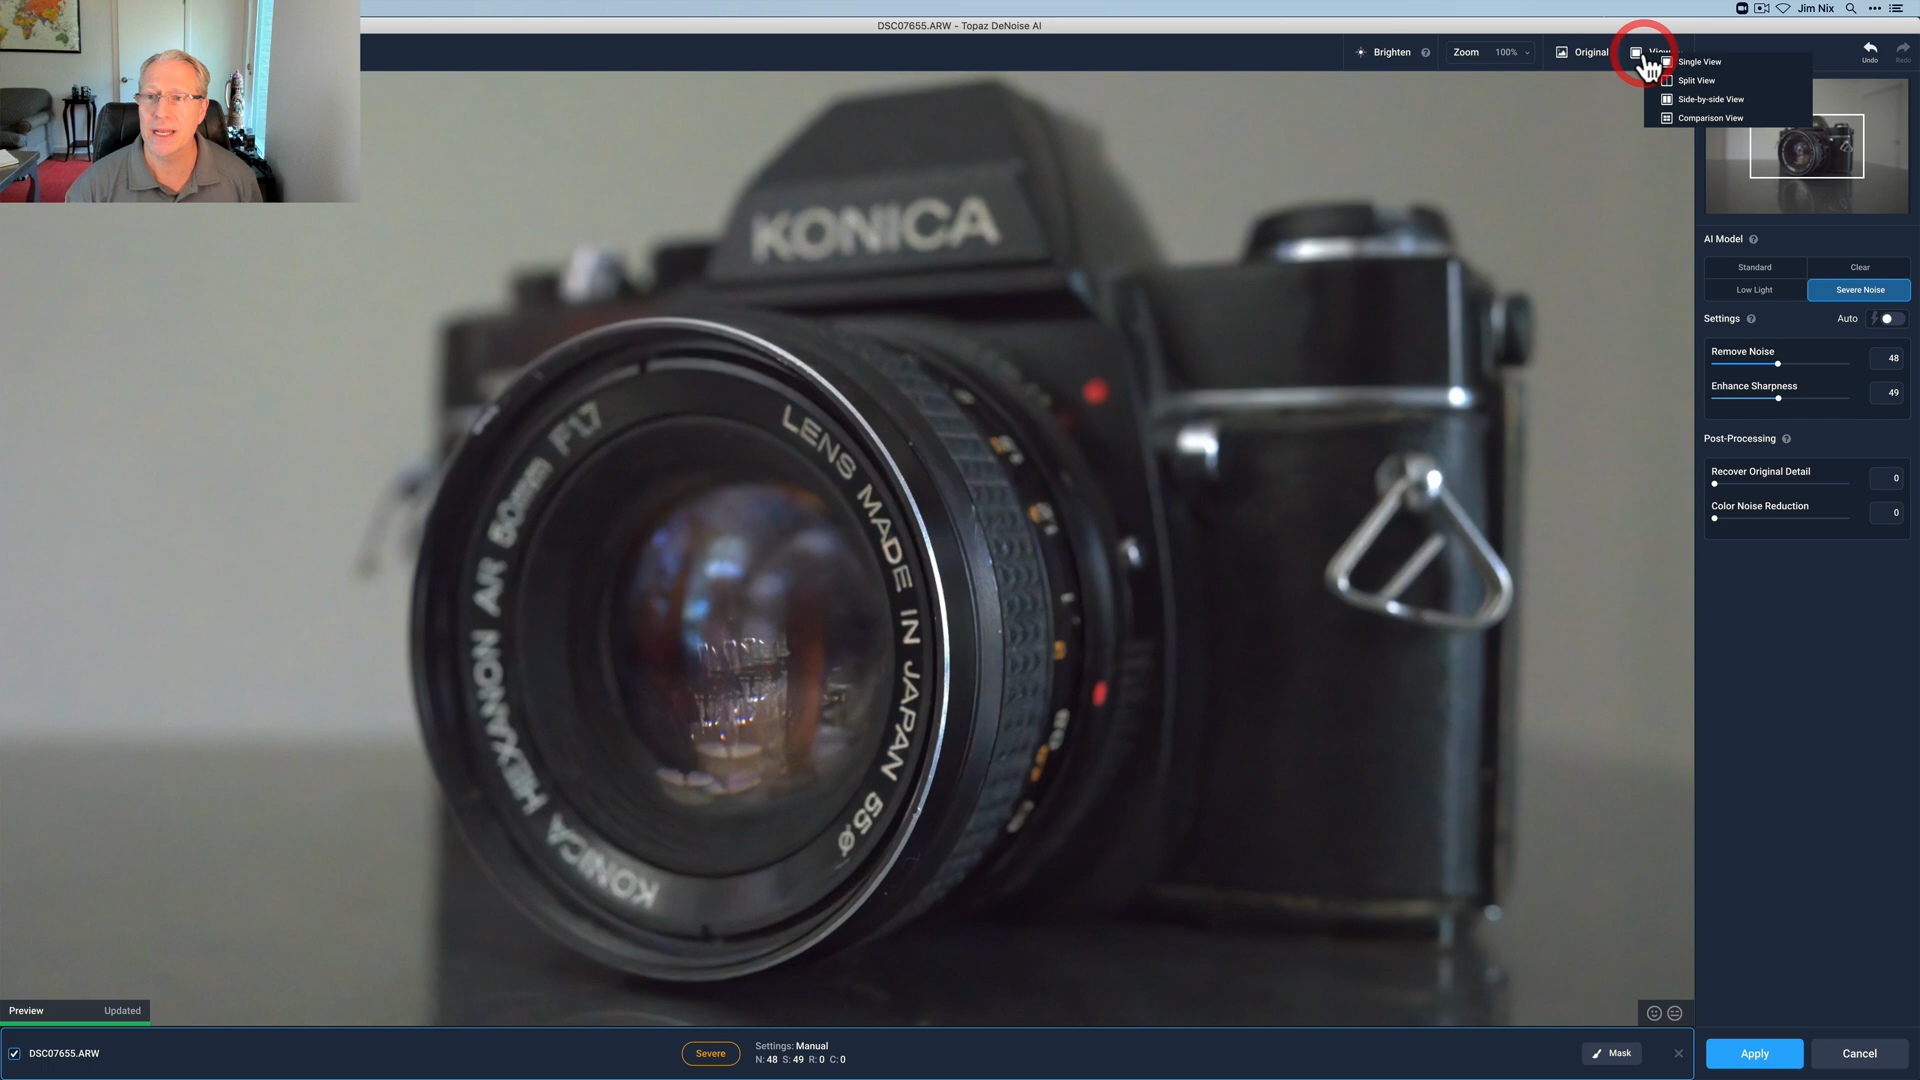 Jim Nix
DSC07655.ARW - Topaz DeNoise AI
Brighten
Zoom 100%
Original
View
Undo
Redo
Single View
Split View
Side-by-side View
Comparison View
AI Model
Standard
Clear
Low Light
Severe Noise
Settings
Auto
Remove Noise
48
Enhance Sharpness
49
Post-Processing
Recover Original Detail
0
Color Noise Reduction
0
KONICA
LENS MADE IN JAPAN 55ø
KONICA HEXANON AR 50mm F1.7
Preview
Updated
DSC07655.ARW
Severe
Settings: Manual
N: 48 S: 49 R: 0 C: 0
Mask
Apply
Cancel